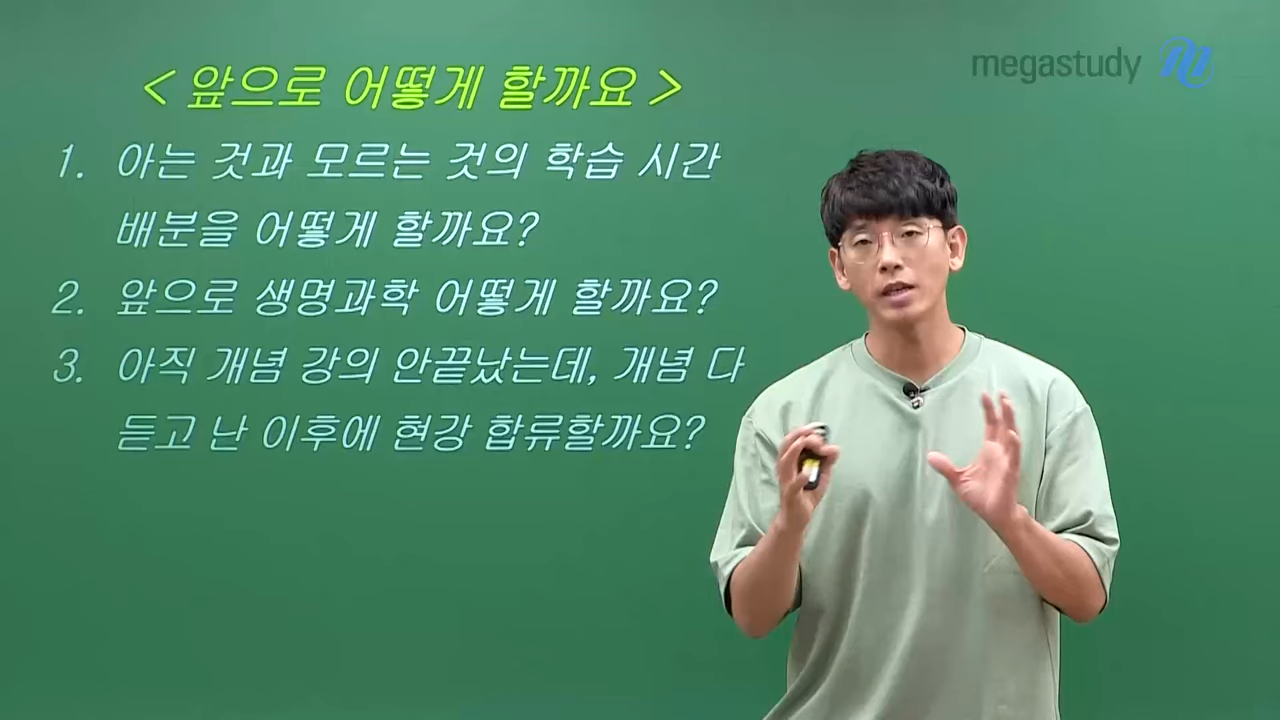 megastudy
< 앞으로 어떻게 할까요 >
1. 아는 것과 모르는 것의 학습 시간
배분을 어떻게 할까요?
2. 앞으로 생명과학 어떻게 할까요?
3. 아직 개념 강의 안끝났는데, 개념 다
듣고 난 이후에 현강 합류할까요?